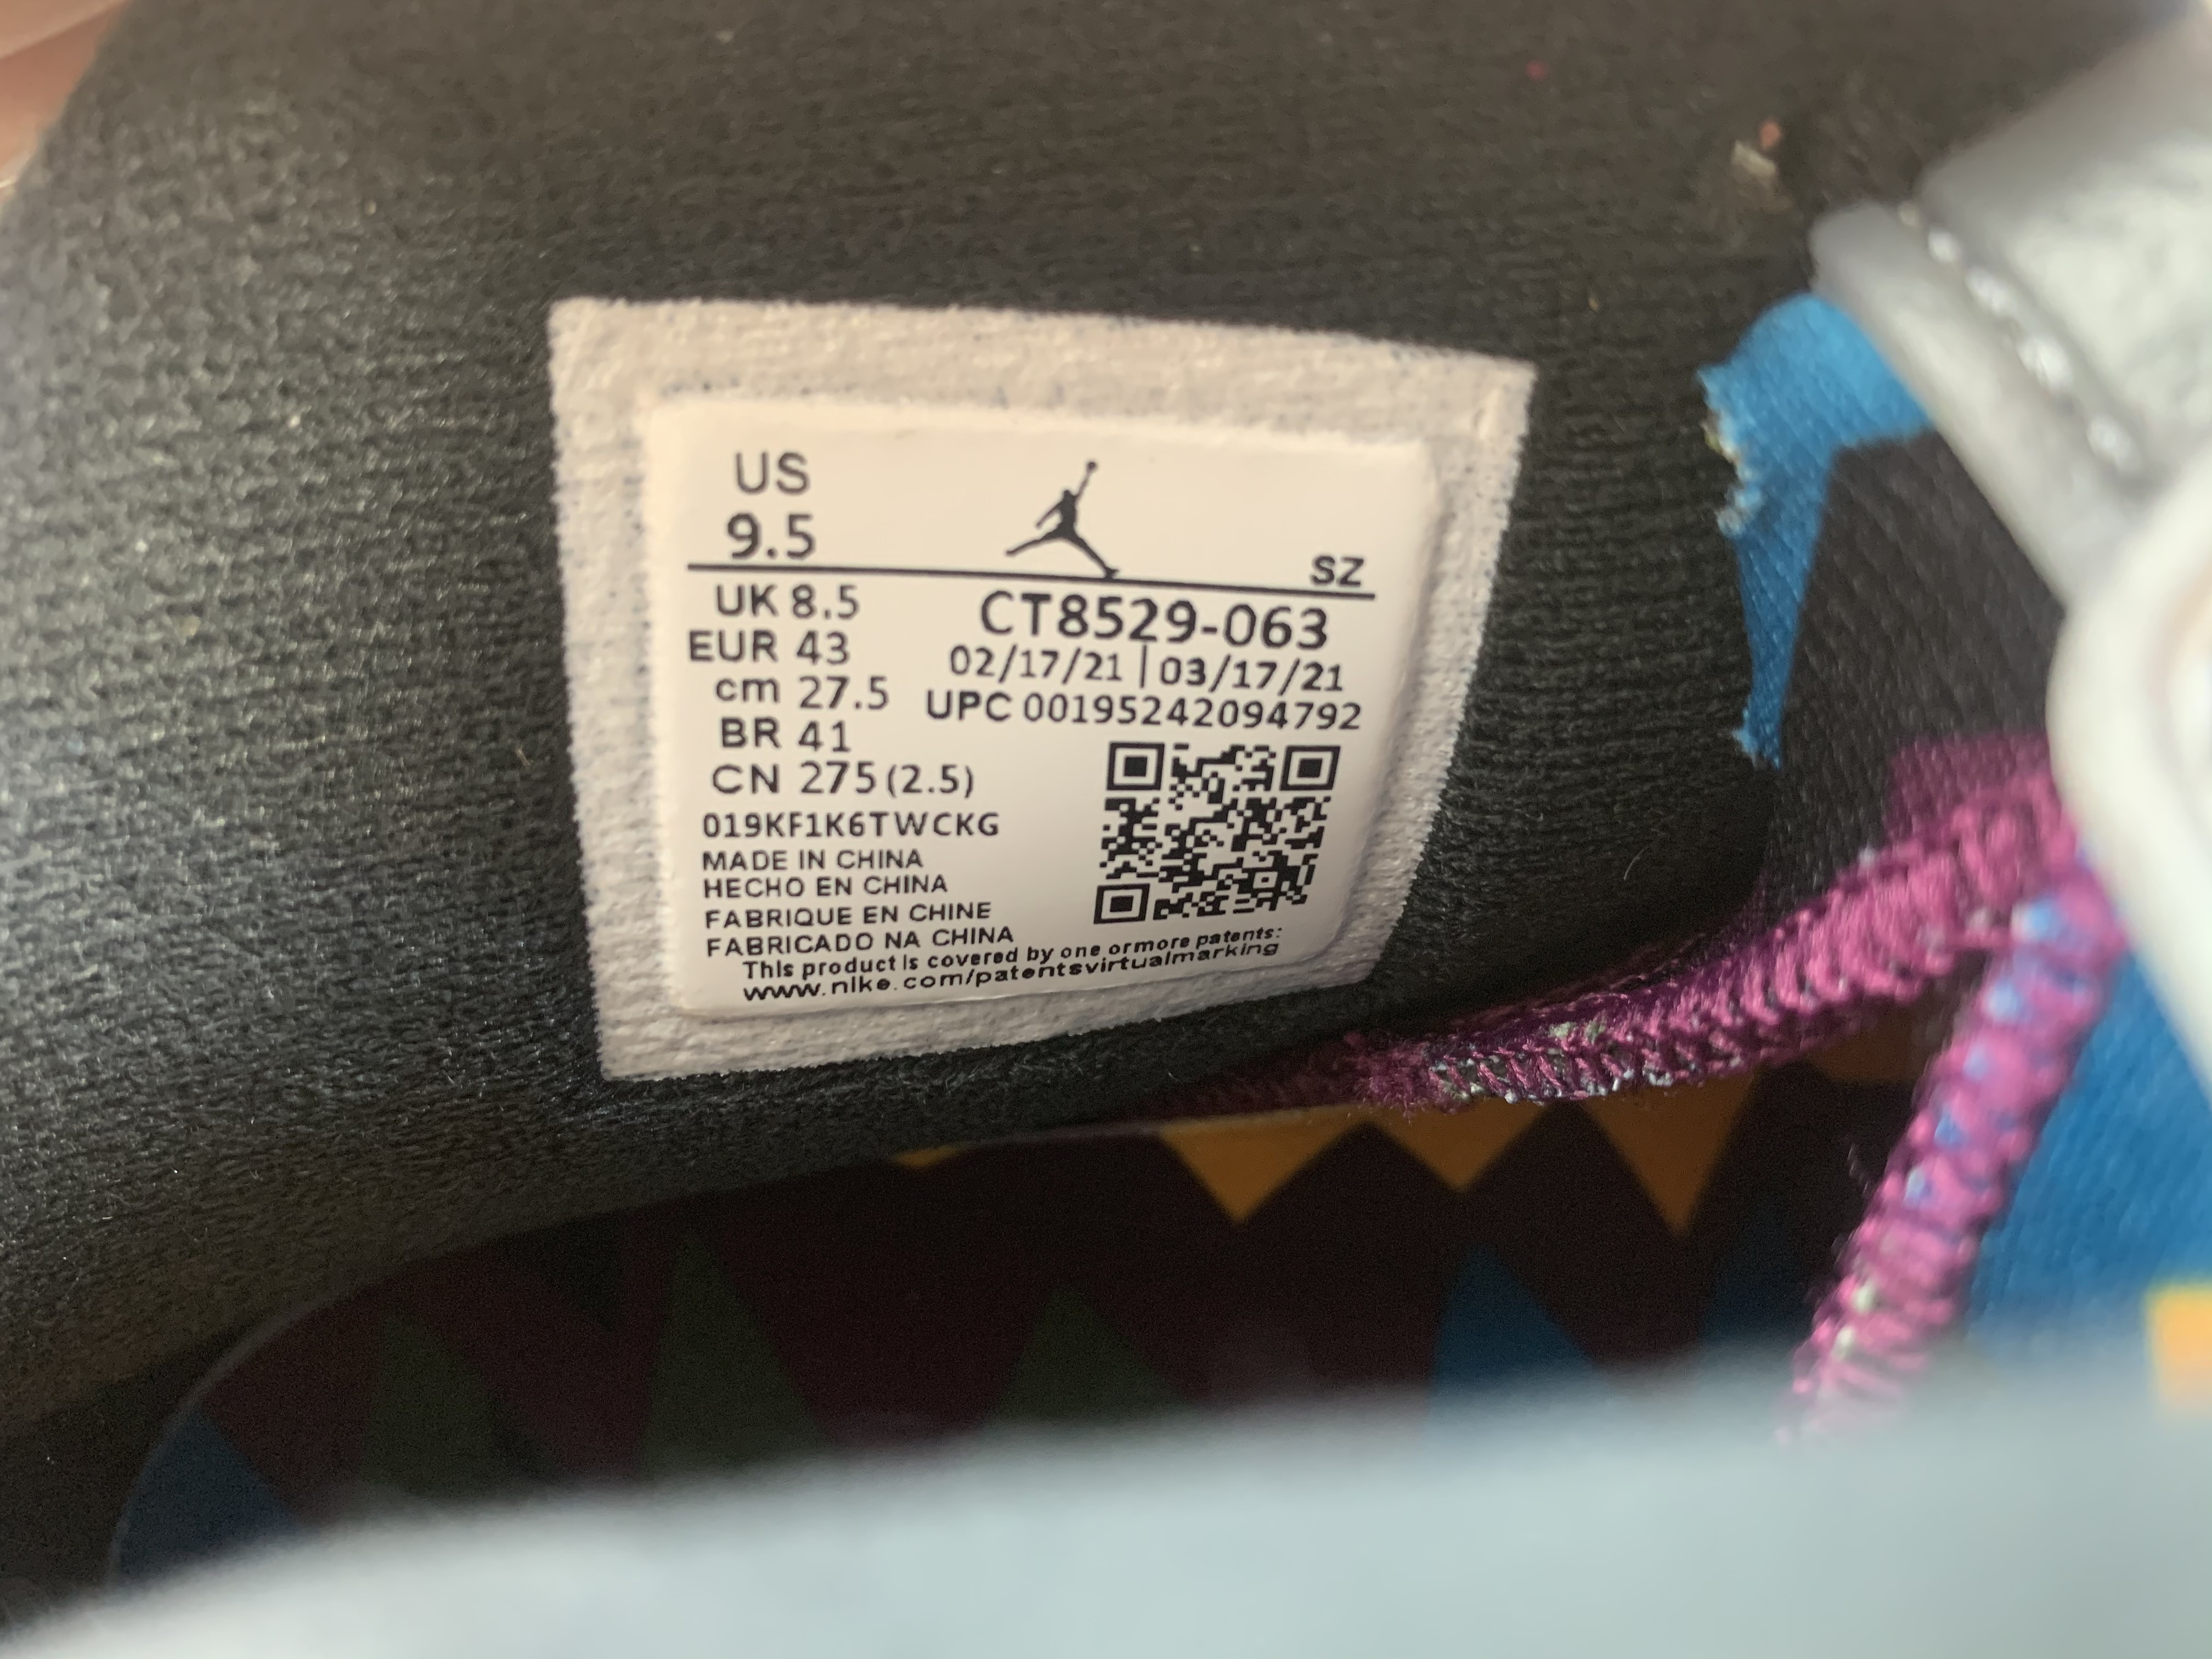 US
9.5
SZ
UK 8.5
EUR 43
cm 27.5
BR 41
CN 275 (2.5)
CT8529-063
02/17/21 | 03/17/21
UPC 00195242094792
019KF1K6TWCKG
MADE IN CHINA
HECHO EN CHINA
FABRIQUE EN CHINE
FABRICADO NA CHINA
This product is covered by one or more patents:
www.nike.com/patentsvirtualmarking